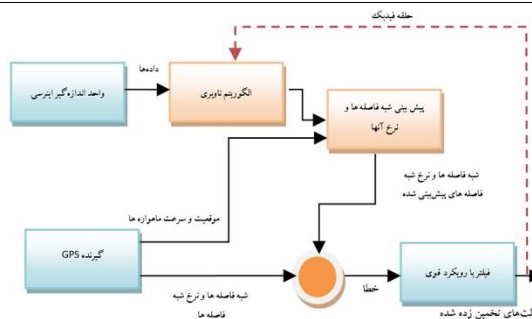 حلقه فیدبک
داده‌ها
واحد اندازه‌گیر اینرسی
الگوریتم ناوبری
پیش بینی شبه فاصله ها و
نرخ آنها
شبه فاصله ها و نرخ شبه
فاصله های پیش‌بینی شده
موقعیت و سرعت ماهواره ها
گیرنده GPS
شبه فاصله ها و نرخ شبه
فاصله ها
خطا
فیلتر با رویکرد قوی
لت‌های تخمین زده شده